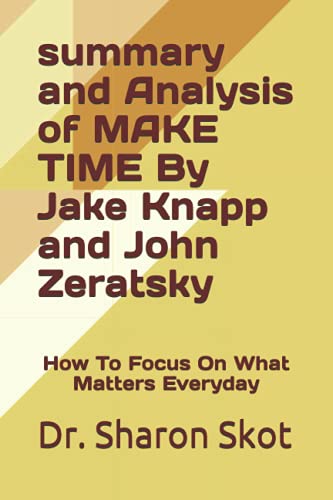 summary
and Analysis
of MAKE
TIME By
Jake Knapp
and John
Zeratsky
How To Focus On What
Matters Everyday
Dr. Sharon Skot